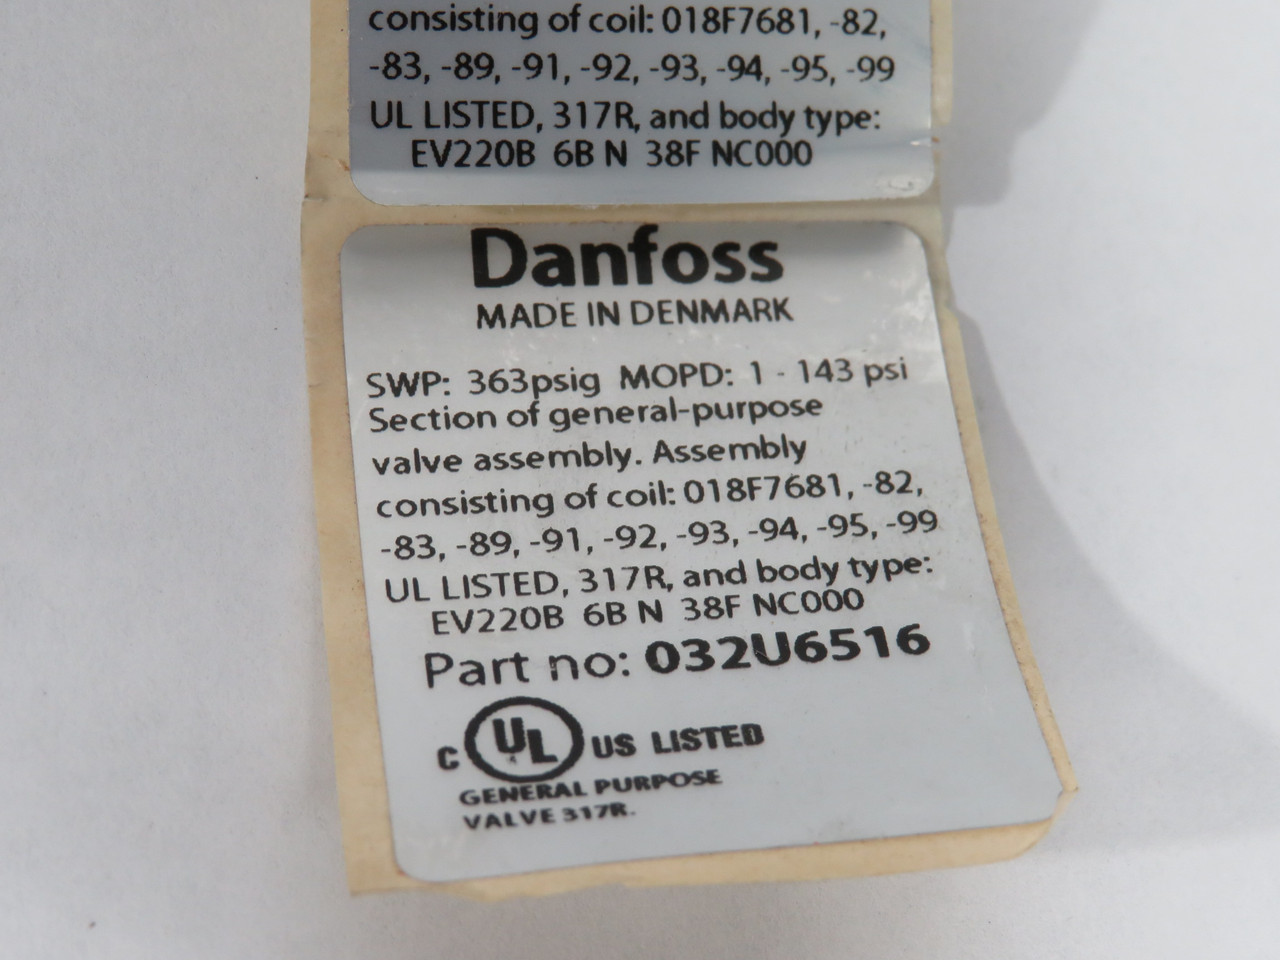 consisting of coil: 018F7681, -82,
-83, -89, -91, -92, -93, -94, -95, -99
UL LISTED, 317R, and body type:
EV220B 6B N 38F NC000
Danfoss
MADE IN DENMARK
SWP: 363psig MOPD: 1 - 143 psi
Section of general-purpose
valve assembly. Assembly
consisting of coil: 018F7681, -82,
-83, -89, -91, -92, -93, -94, -95, -99
UL LISTED, 317R, and body type:
EV220B 6B N 38F NC000
Part no: 032U6516
C UL US LISTED
GENERAL PURPOSE
VALVE 317R.